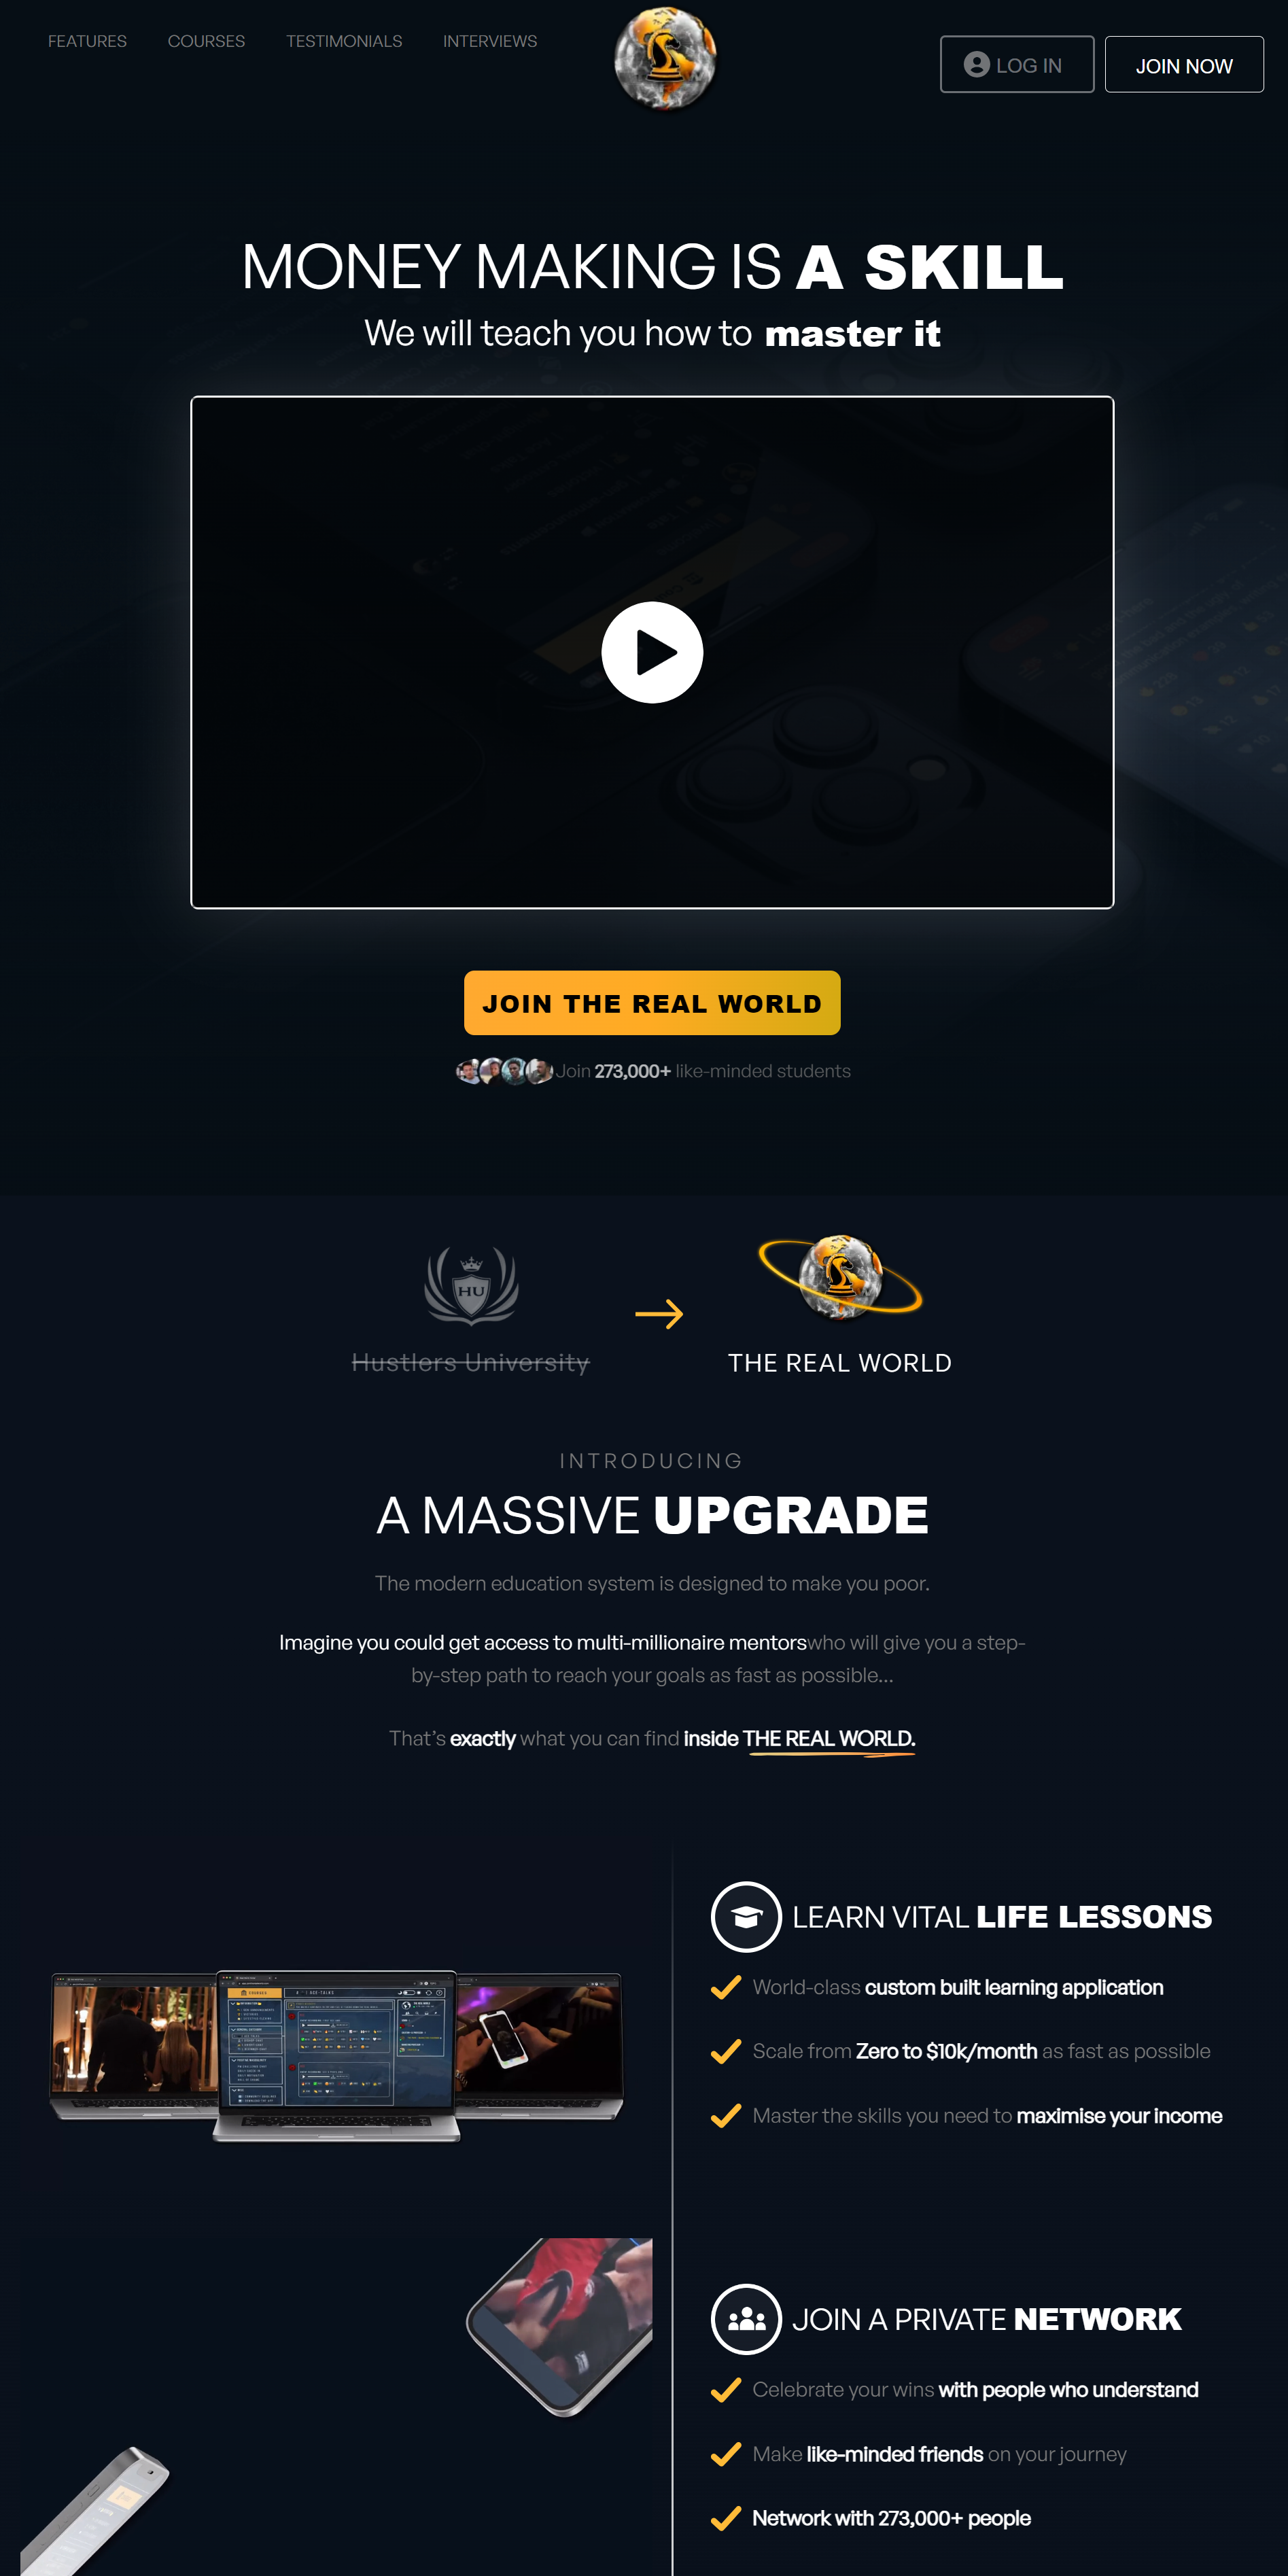 FEATURES COURSES TESTIMONIALS INTERVIEWS LOG IN JOIN NOW
MONEY MAKING IS A SKILL
We will teach you how to master it
JOIN THE REAL WORLD
Join 273,000+ like-minded students
HU
Hustlers University THE REAL WORLD
INTRODUCING
A MASSIVE UPGRADE
The modern education system is designed to make you poor.
Imagine you could get access to multi-millionaire mentorswho will give you a step-
by-step path to reach your goals as fast as possible...
That's exactly what you can find inside THE REAL WORLD.
LEARN VITAL LIFE LESSONS
World-class custom built learning application
Scale from Zero to $10k/month as fast as possible
Master the skills you need to maximise your income
JOIN A PRIVATE NETWORK
Celebrate your wins with people who understand
Make like-minded friends on your journey
Network with 273,000+ people